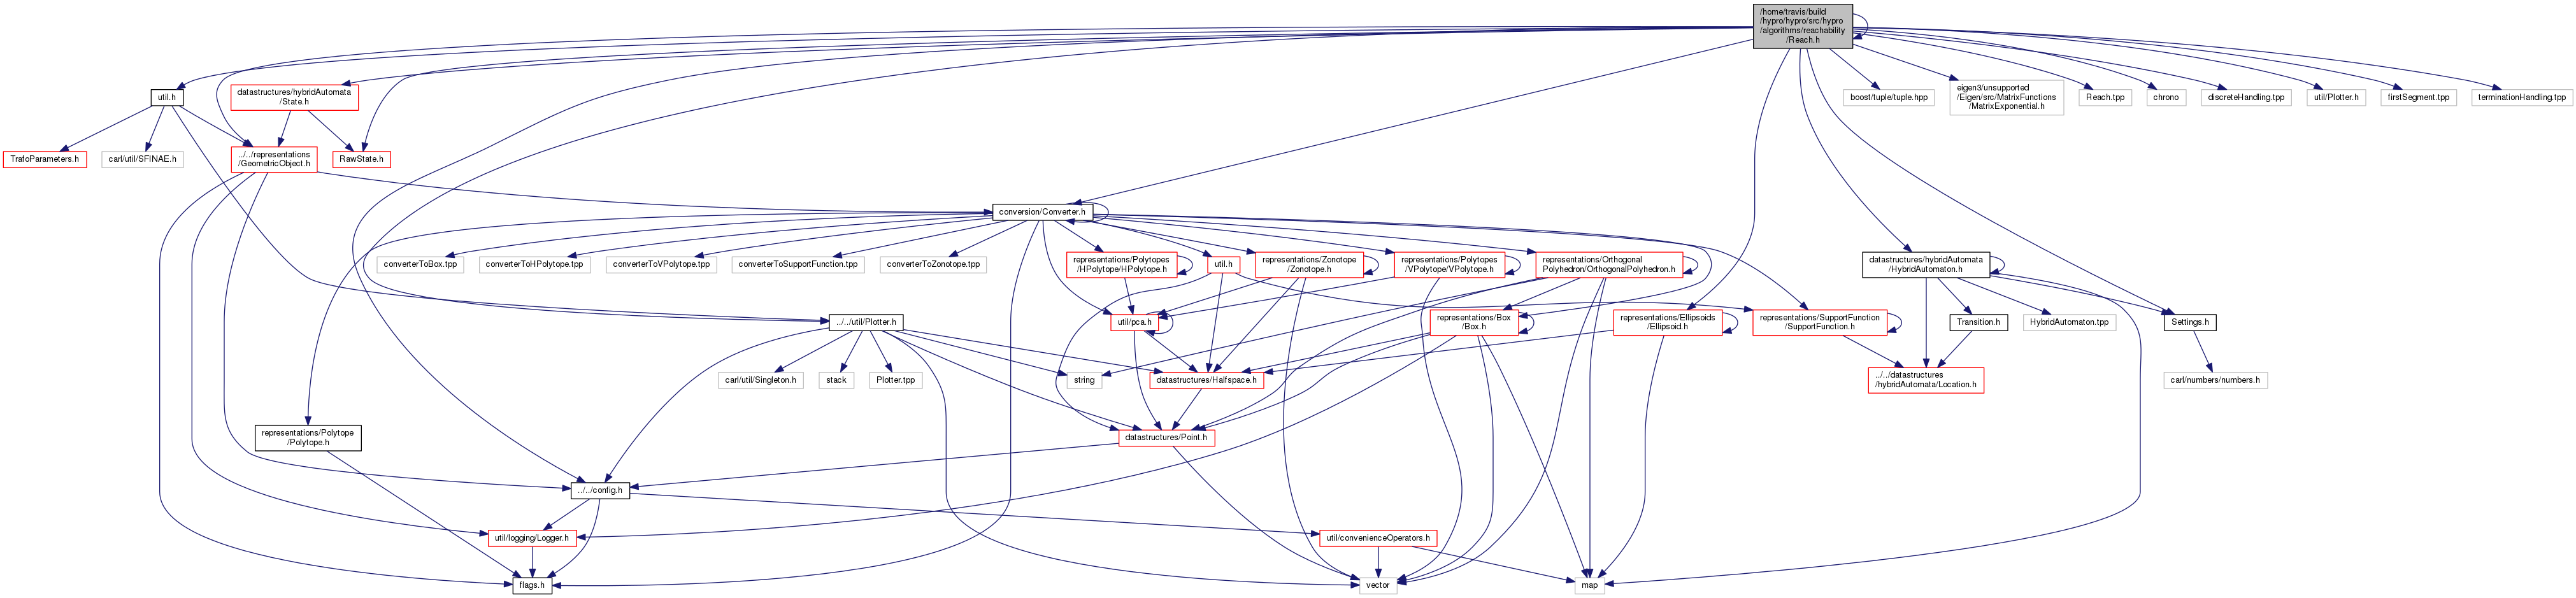 /home/travis/build
/hypro/hypro/src/hypro
/algorithms/reachability
/Reach.h
util.h
datastructures/hybridAutomata
/State.h
boost/tuple/tuple.hpp
eigen3/unsupported
/Eigen/src/MatrixFunctions
/MatrixExponential.h
Reach.tpp
chrono
discreteHandling.tpp
util/Plotter.h
firstSegment.tpp
terminationHandling.tpp
TrafoParameters.h
carl/util/SFINAE.h
../../representations
/GeometricObject.h
RawState.h
conversion/Converter.h
converterToBox.tpp
converterToHPolytope.tpp
converterToVPolytope.tpp
converterToSupportFunction.tpp
converterToZonotope.tpp
representations/Polytopes
/HPolytope/HPolytope.h
util.h
representations/Zonotope
/Zonotope.h
representations/Polytopes
/VPolytope/VPolytope.h
representations/Orthogonal
Polyhedron/OrthogonalPolyhedron.h
datastructures/hybridAutomata
/HybridAutomaton.h
../../util/Plotter.h
util/pca.h
representations/Box
/Box.h
representations/Ellipsoids
/Ellipsoid.h
representations/SupportFunction
/SupportFunction.h
Transition.h
HybridAutomaton.tpp
Settings.h
carl/util/Singleton.h
stack
Plotter.tpp
string
datastructures/Halfspace.h
../../datastructures
/hybridAutomata/Location.h
carl/numbers/numbers.h
representations/Polytope
/Polytope.h
datastructures/Point.h
../../config.h
util/logging/Logger.h
util/convenienceOperators.h
flags.h
vector
map